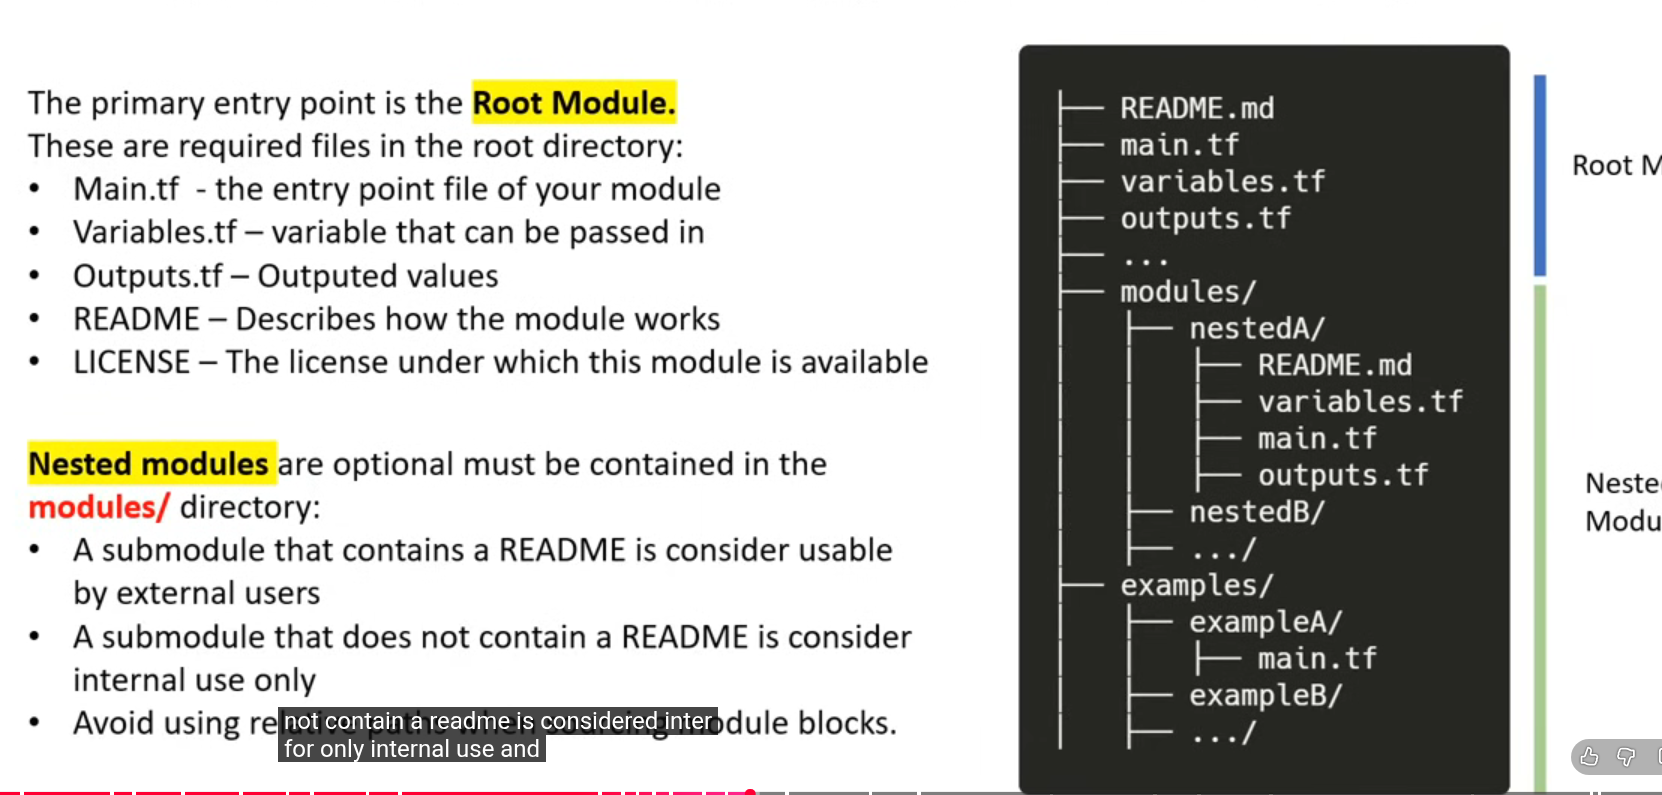 The primary entry point is the Root Module.
These are required files in the root directory:
• Main.tf - the entry point file of your module
• Variables.tf – variable that can be passed in
• Outputs.tf – Outputed values
• README – Describes how the module works
• LICENSE – The license under which this module is available
Nested modules are optional must be contained in the
modules/ directory:
• A submodule that contains a README is consider usable
by external users
• A submodule that does not contain a README is consider
internal use only
• Avoid using relative paths when sourcing module blocks.
not contain a readme is considered inter
for only internal use and
├── README.md
├── main.tf
├── variables.tf
├── outputs.tf
├── ...
├── modules/
│   ├── nestedA/
│   │   ├── README.md
│   │   ├── variables.tf
│   │   ├── main.tf
│   │   ├── outputs.tf
│   ├── nestedB/
│   ├── .../
├── examples/
│   ├── exampleA/
│   │   ├── main.tf
│   ├── exampleB/
│   ├── .../
Root M
Neste
Modu